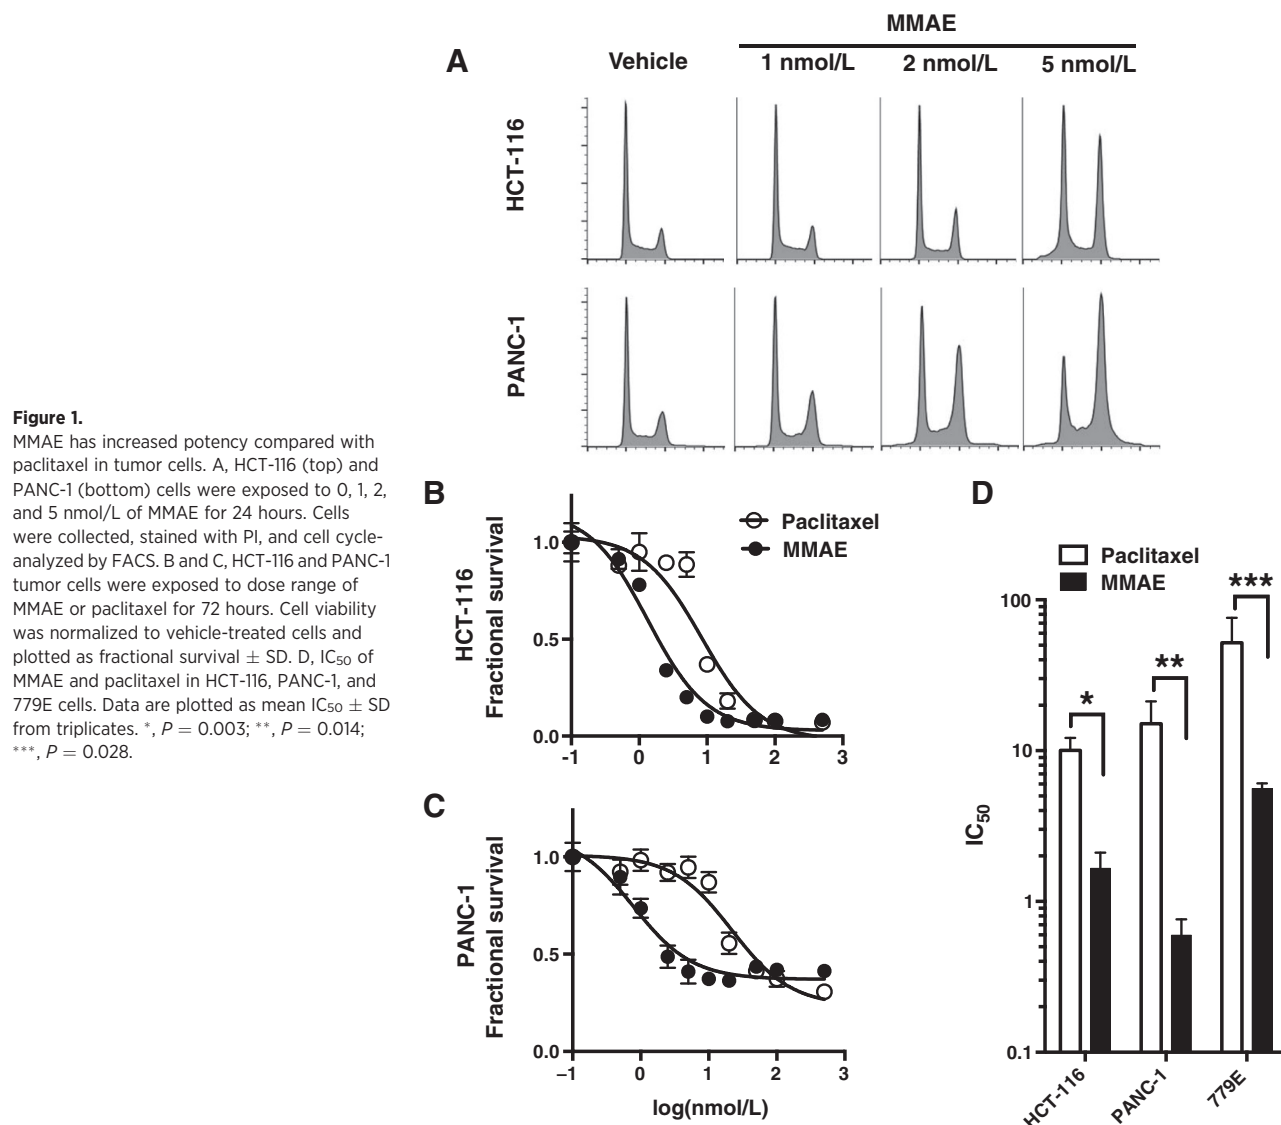 MMAE
A
Vehicle
1 nmol/L
2 nmol/L
5 nmol/L
HCT-116
PANC-1
Figure 1.
MMAE has increased potency compared with
paclitaxel in tumor cells. A, HCT-116 (top) and
PANC-1 (bottom) cells were exposed to 0, 1, 2,
and 5 nmol/L of MMAE for 24 hours. Cells
were collected, stained with PI, and cell cycle-
analyzed by FACS. B and C, HCT-116 and PANC-1
tumor cells were exposed to dose range of
MMAE or paclitaxel for 72 hours. Cell viability
was normalized to vehicle-treated cells and
plotted as fractional survival ± SD. D, IC₅₀ of
MMAE and paclitaxel in HCT-116, PANC-1, and
779E cells. Data are plotted as mean IC₅₀ ± SD
from triplicates. *, P = 0.003; **, P = 0.014;
***, P = 0.028.
B
HCT-116
Fractional survival
1.0
0.5
0.0
-1 0 1 2 3
Paclitaxel
MMAE
C
PANC-1
Fractional survival
1.0
0.5
0.0
−1 0 1 2 3
log(nmol/L)
D
Paclitaxel
MMAE
IC₅₀
100
10
1
0.1
*
**
***
HCT-116
PANC-1
779E